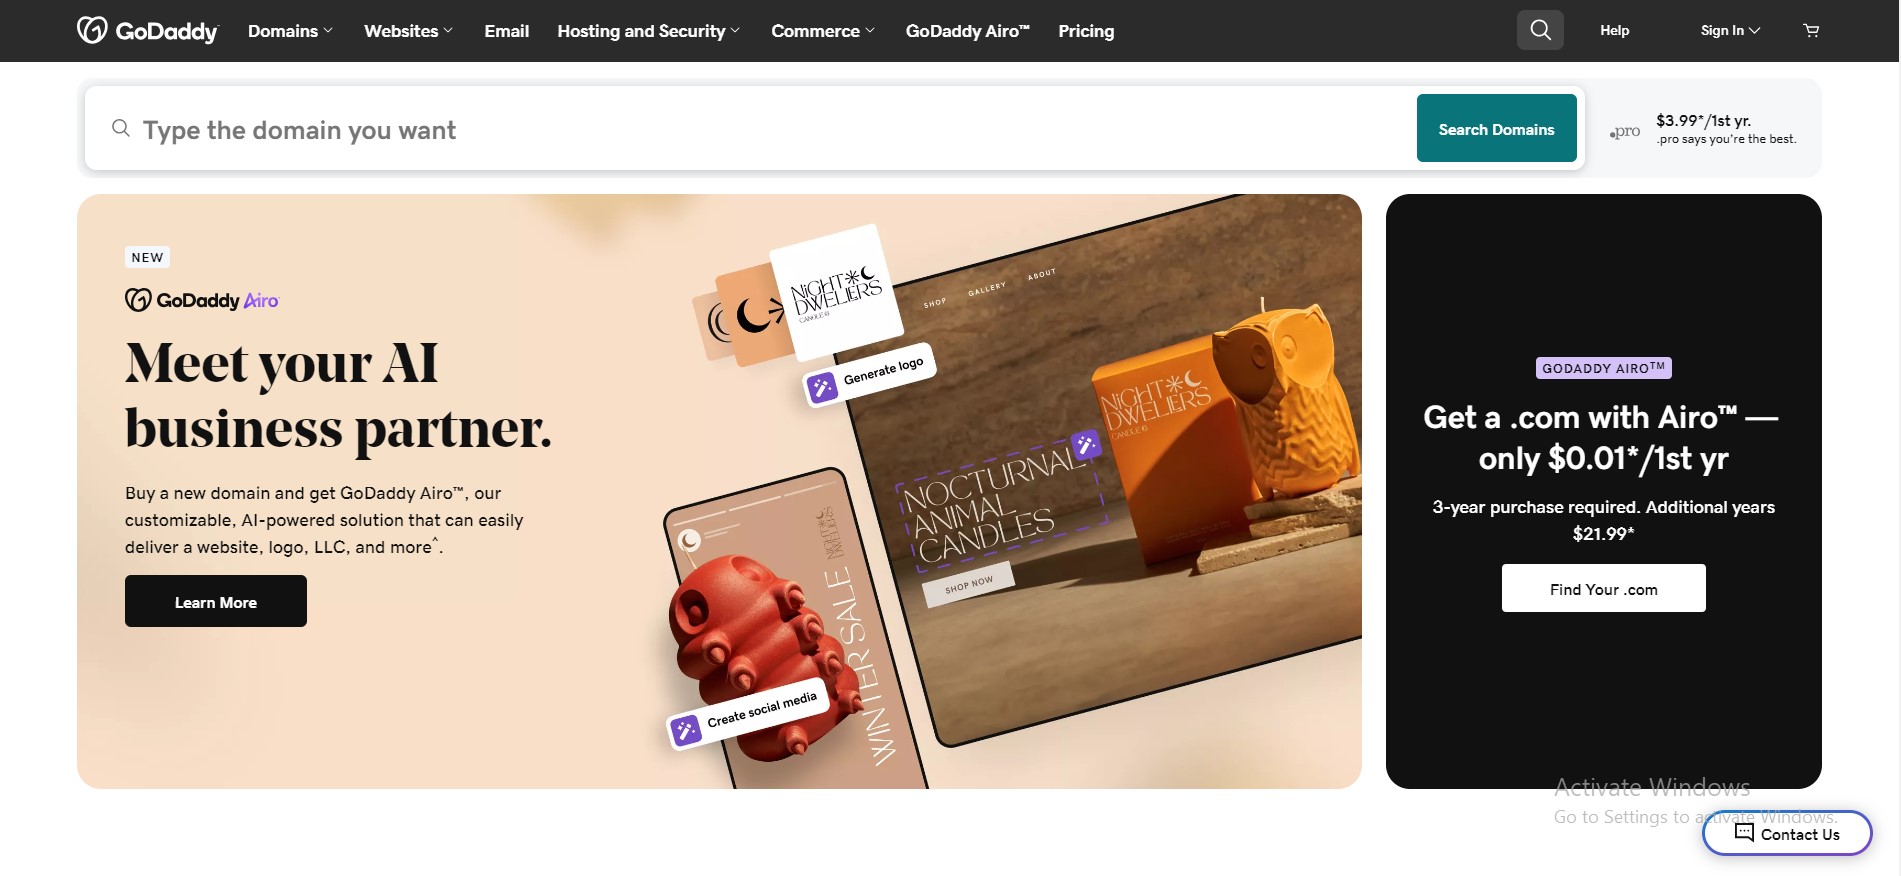 GoDaddy
Domains
Websites
Email
Hosting and Security
Commerce
GoDaddy Airo™
Pricing
Help
Sign In
Type the domain you want
Search Domains
.pro
$3.99*/1st yr.
.pro says you're the best.
NEW
GoDaddy Airo
Meet your AI
business partner.
Buy a new domain and get GoDaddy Airo™, our
customizable, AI-powered solution that can easily
deliver a website, logo, LLC, and more^.
Learn More
NIGHT
DWELLERS
CANDLE ©
Generate logo
SHOP
GALLERY
ABOUT
NIGHT
DWELLERS
CANDLE ©
NOCTURNAL
ANIMAL
CANDLES
SHOP NOW
NIGHT
DWELLERS
WINTER SALE
Create social media
GODADDY AIRO™
Get a .com with Airo™ —
only $0.01*/1st yr
3-year purchase required. Additional years
$21.99*
Find Your .com
Activate Windows
Go to Settings to activate Windows.
Contact Us